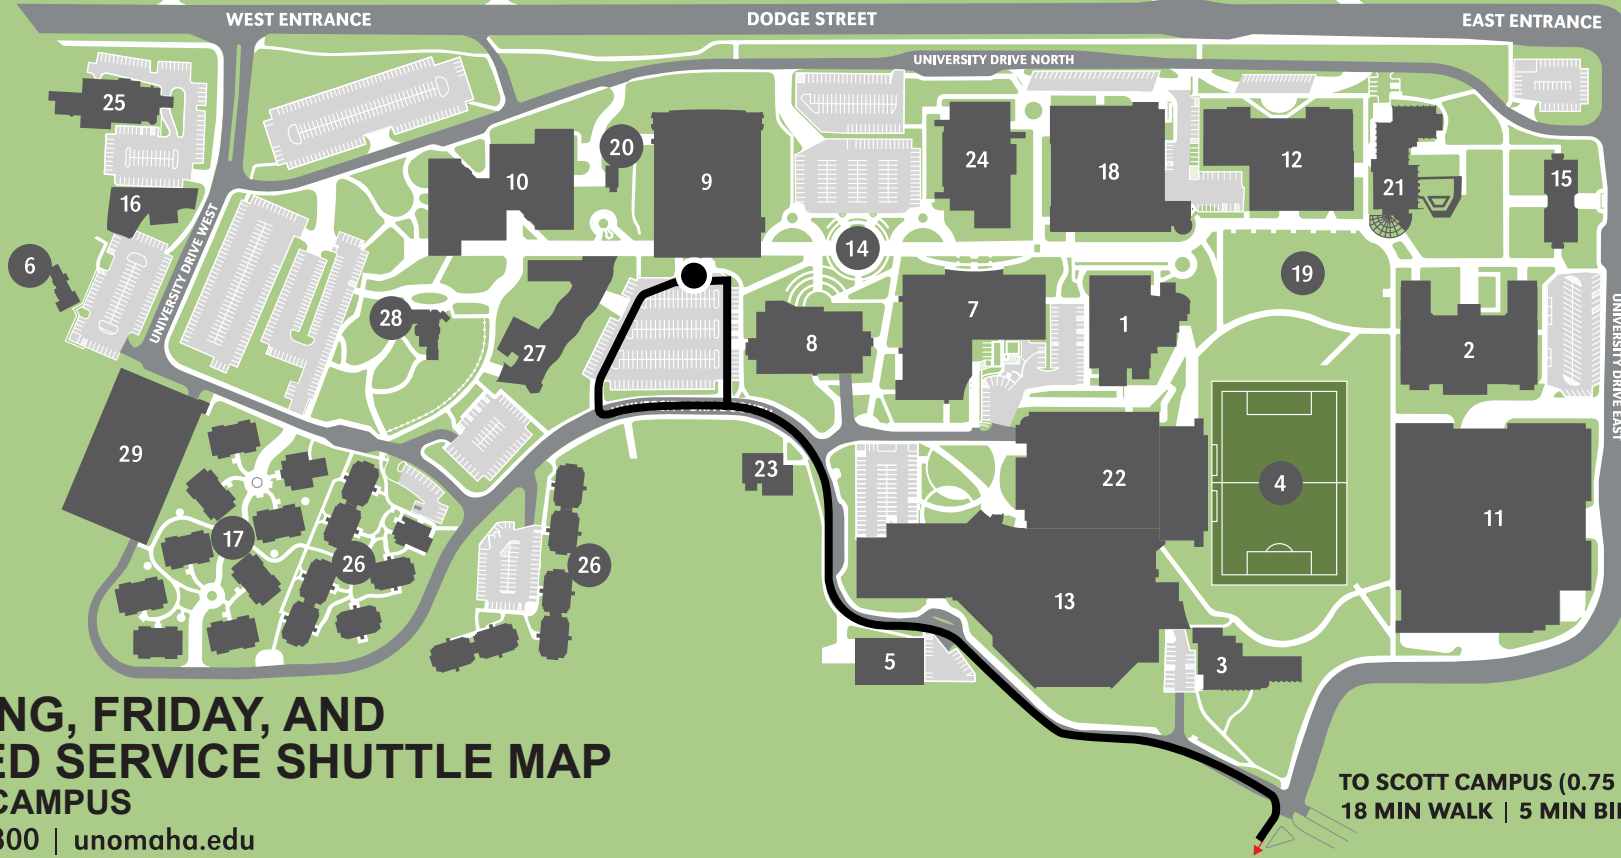 WEST ENTRANCE
DODGE STREET
EAST ENTRANCE
UNIVERSITY DRIVE NORTH
25
20
10
9
24
18
12
21
15
16
UNIVERSITY DRIVE WEST
6
14
19
28
27
8
7
1
2
UNIVERSITY DRIVE EAST
29
23
22
4
11
17
26
26
13
5
3
NG, FRIDAY, AND
ED SERVICE SHUTTLE MAP
CAMPUS
300 | unomaha.edu
TO SCOTT CAMPUS (0.75
18 MIN WALK | 5 MIN BI